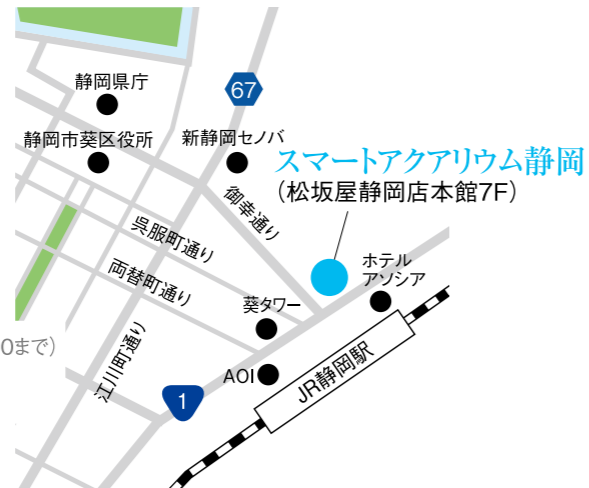 静岡県庁
67
静岡市葵区役所
新静岡セノバ
スマートアクアリウム静岡
(松坂屋静岡店本館7F)
御幸通り
呉服町通り
両替町通り
ホテル
アソシア
葵タワー
0まで)
江川町通り
AOI
JR静岡駅
1